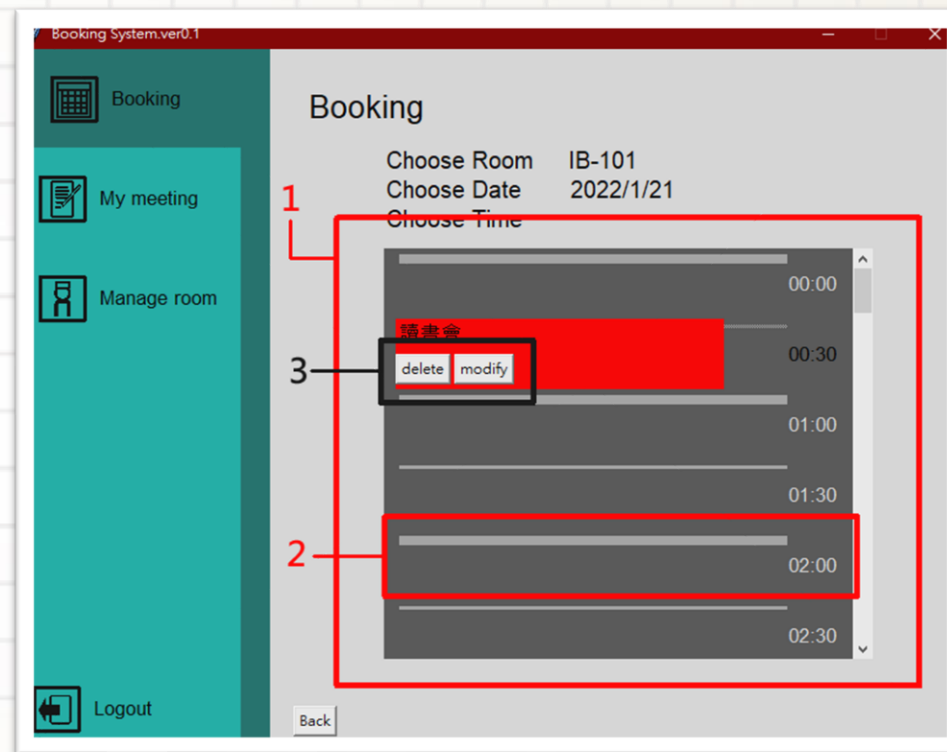 Booking System.ver0.1
Booking
My meeting
Manage room
Logout
Booking
Choose Room IB-101
Choose Date 2022/1/21
Choose Time
1
00:00
讀書會
00:30
3
delete modify
01:00
01:30
2
02:00
02:30
Back